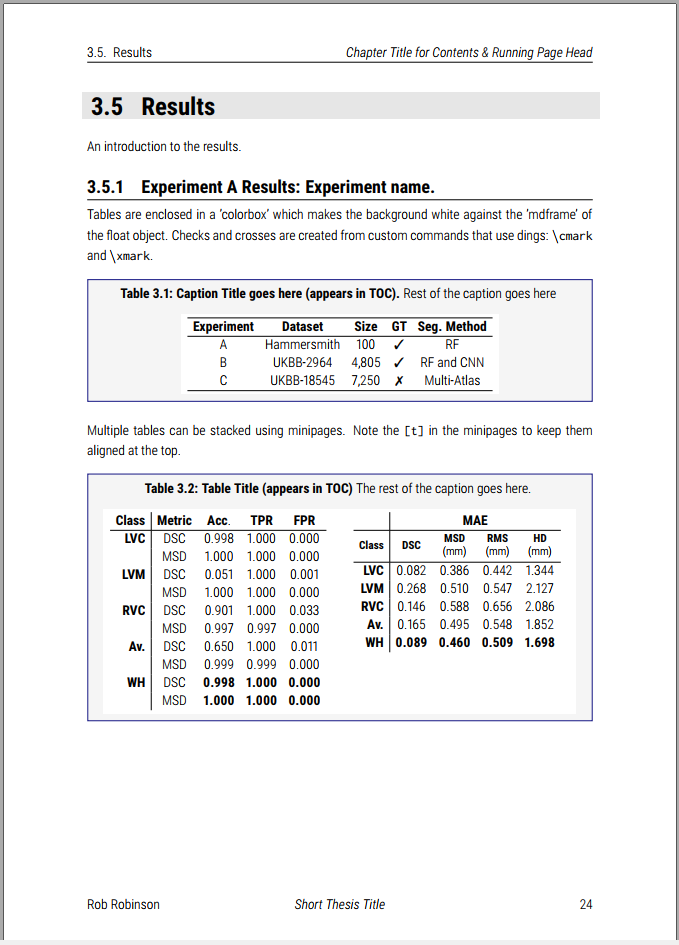 3.5. Results Chapter Title for Contents & Running Page Head
3.5 Results
An introduction to the results.
3.5.1 Experiment A Results: Experiment name.
Tables are enclosed in a 'colorbox' which makes the background white against the 'mdframe' of
the float object. Checks and crosses are created from custom commands that use dings: \cmark
and \xmark.
Table 3.1: Caption Title goes here (appears in TOC). Rest of the caption goes here
Experiment Dataset Size GT Seg. Method
A Hammersmith 100 ✓ RF
B UKBB-2964 4,805 ✓ RF and CNN
C UKBB-18545 7,250 ✗ Multi-Atlas
Multiple tables can be stacked using minipages. Note the [t] in the minipages to keep them
aligned at the top.
Table 3.2: Table Title (appears in TOC) The rest of the caption goes here.
Class Metric Acc. TPR FPR
LVC DSC 0.998 1.000 0.000
MSD 1.000 1.000 0.000
LVM DSC 0.051 1.000 0.001
MSD 1.000 1.000 0.000
RVC DSC 0.901 1.000 0.033
MSD 0.997 0.997 0.000
Av. DSC 0.650 1.000 0.011
MSD 0.999 0.999 0.000
WH DSC 0.998 1.000 0.000
MSD 1.000 1.000 0.000
MAE
Class DSC MSD (mm) RMS (mm) HD (mm)
LVC 0.082 0.386 0.442 1.344
LVM 0.268 0.510 0.547 2.127
RVC 0.146 0.588 0.656 2.086
Av. 0.165 0.495 0.548 1.852
WH 0.089 0.460 0.509 1.698
Rob Robinson Short Thesis Title 24